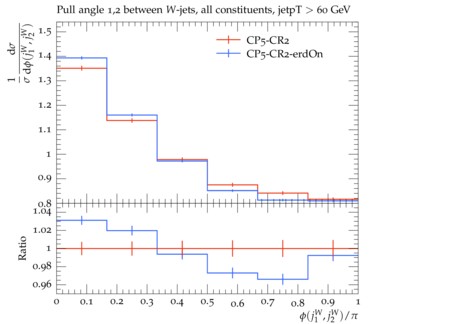 Pull angle 1,2 between W-jets, all constituents, jetpT > 60 GeV
1/σ dσ/dϕ(j₁ᵂ, j₂ᵂ)
CP5-CR2
CP5-CR2-erdOn
1.5
1.4
1.3
1.2
1.1
1
0.9
0.8
Ratio
1.04
1.02
1
0.98
0.96
0 0.1 0.2 0.3 0.4 0.5 0.6 0.7 0.8 0.9 1
ϕ(j₁ᵂ, j₂ᵂ)/π